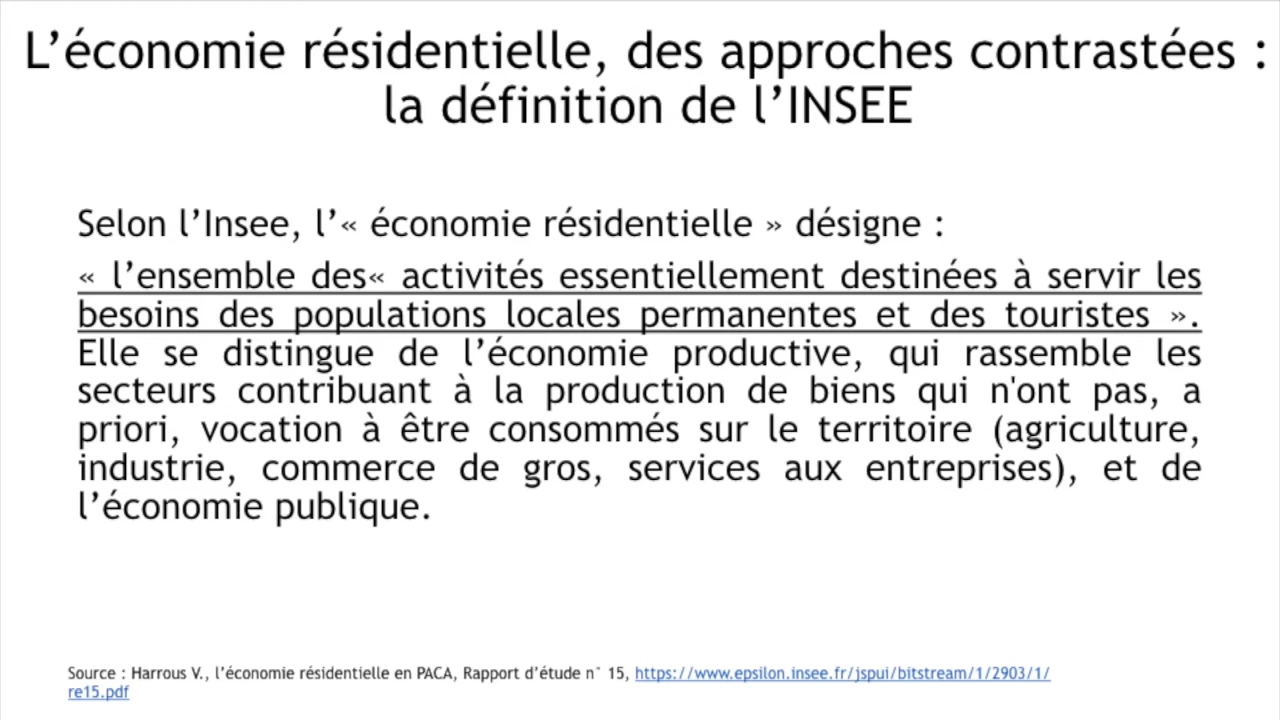 L’économie résidentielle, des approches contrastées :
la définition de l’INSEE
Selon l’Insee, l’« économie résidentielle » désigne :
« l’ensemble des« activités essentiellement destinées à servir les
besoins des populations locales permanentes et des touristes ».
Elle se distingue de l’économie productive, qui rassemble les
secteurs contribuant à la production de biens qui n'ont pas, a
priori, vocation à être consommés sur le territoire (agriculture,
industrie, commerce de gros, services aux entreprises), et de
l’économie publique.
Source : Harrous V., l’économie résidentielle en PACA, Rapport d’étude n° 15, https://www.epsilon.insee.fr/jspui/bitstream/1/2903/1/
re15.pdf